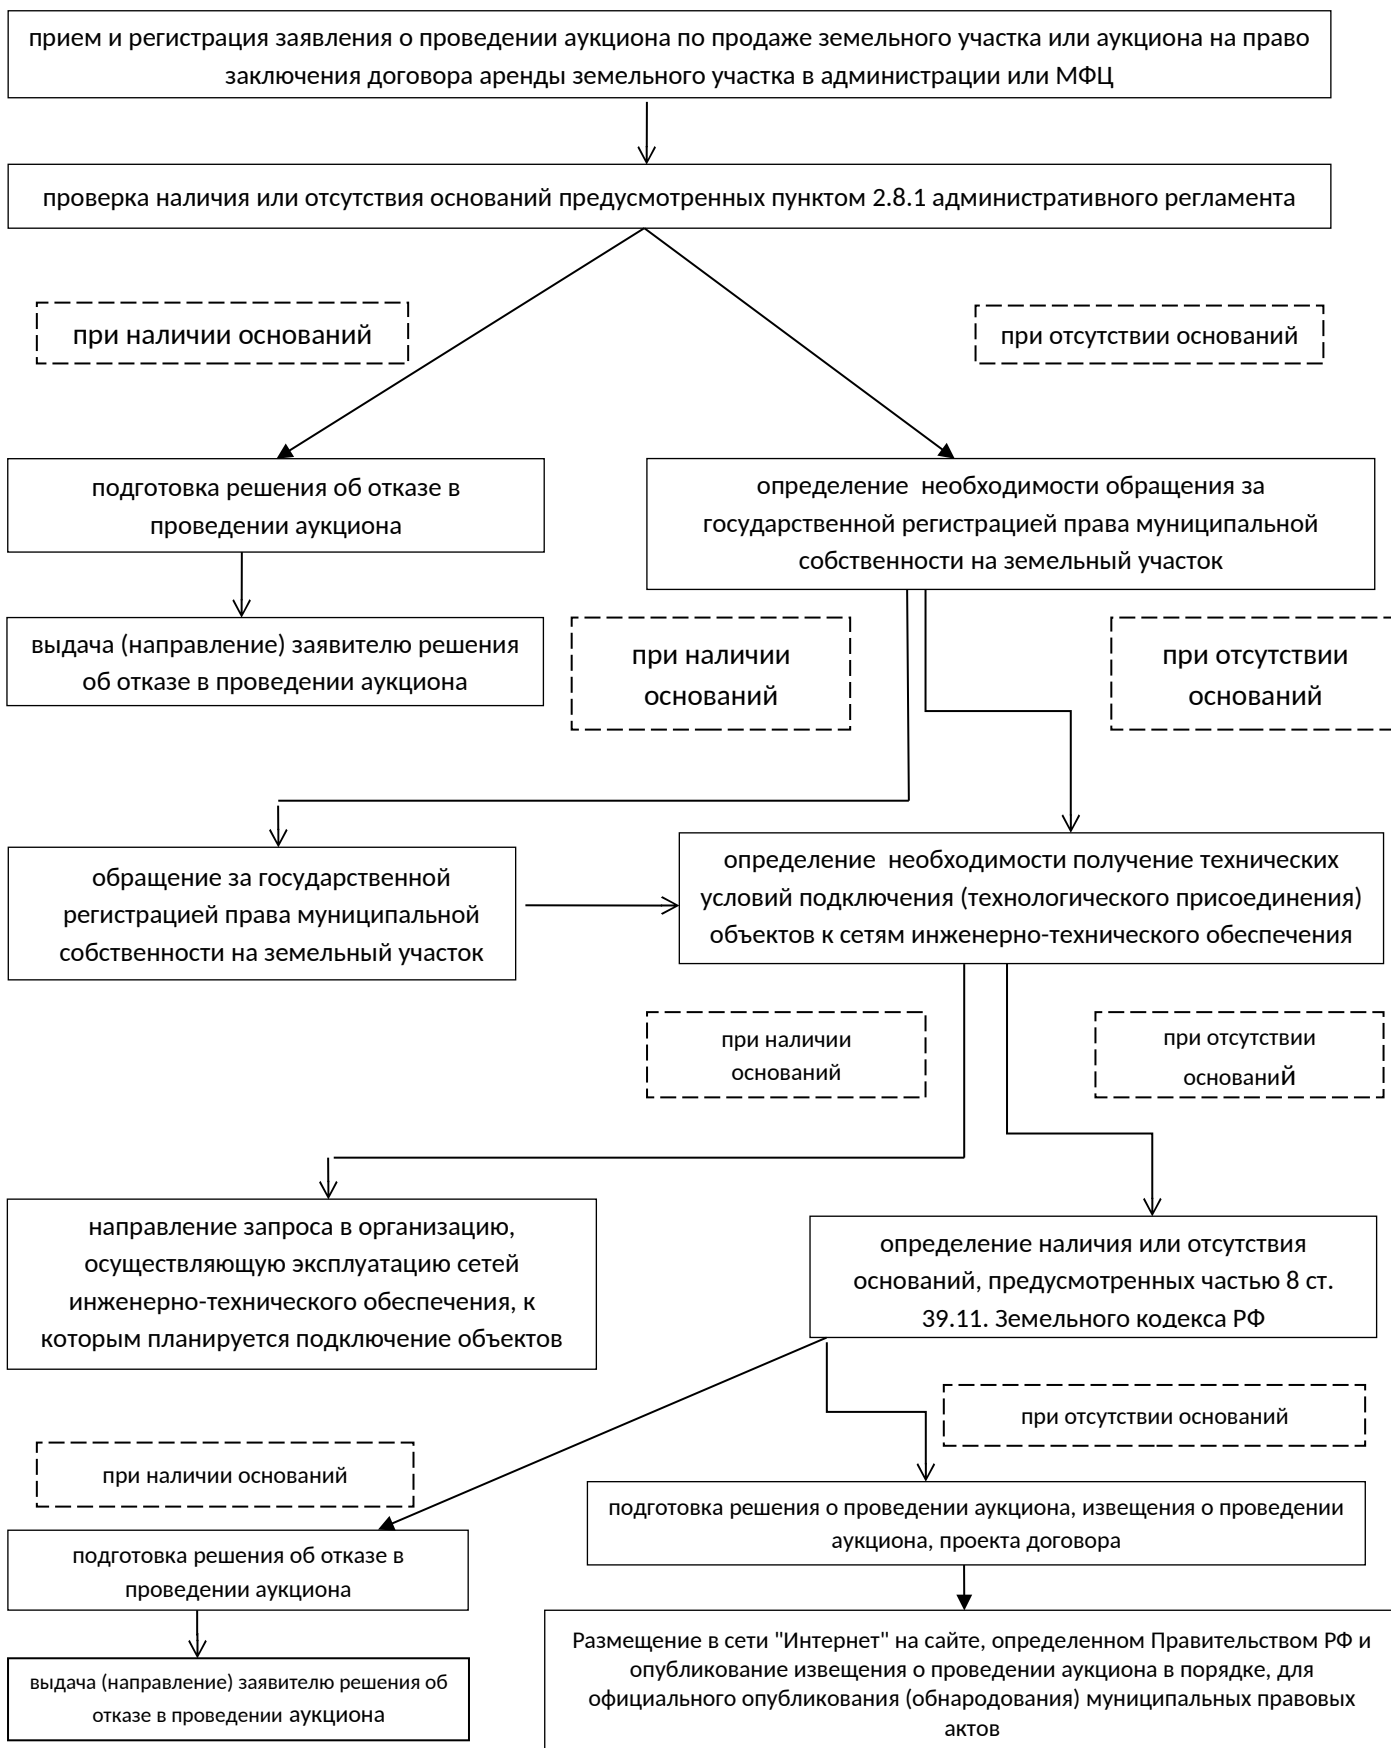 прием и регистрация заявления о проведении аукциона по продаже земельного участка или аукциона на право
заключения договора аренды земельного участка в администрации или МФЦ
проверка наличия или отсутствия оснований предусмотренных пунктом 2.8.1 административного регламента
при наличии оснований
при отсутствии оснований
подготовка решения об отказе в
проведении аукциона
определение  необходимости обращения за
государственной регистрацией права муниципальной
собственности на земельный участок
выдача (направление) заявителю решения
об отказе в проведении аукциона
при наличии
оснований
при отсутствии
оснований
обращение за государственной
регистрацией права муниципальной
собственности на земельный участок
определение  необходимости получение технических
условий подключения (технологического присоединения)
объектов к сетям инженерно-технического обеспечения
при наличии
оснований
при отсутствии
оснований
направление запроса в организацию,
осуществляющую эксплуатацию сетей
инженерно-технического обеспечения, к
которым планируется подключение объектов
определение наличия или отсутствия
оснований, предусмотренных частью 8 ст.
39.11. Земельного кодекса РФ
при отсутствии оснований
при наличии оснований
подготовка решения о проведении аукциона, извещения о проведении
аукциона, проекта договора
подготовка решения об отказе в
проведении аукциона
Размещение в сети "Интернет" на сайте, определенном Правительством РФ и
опубликование извещения о проведении аукциона в порядке, для
официального опубликования (обнародования) муниципальных правовых
актов
выдача (направление) заявителю решения об
отказе в проведении аукциона